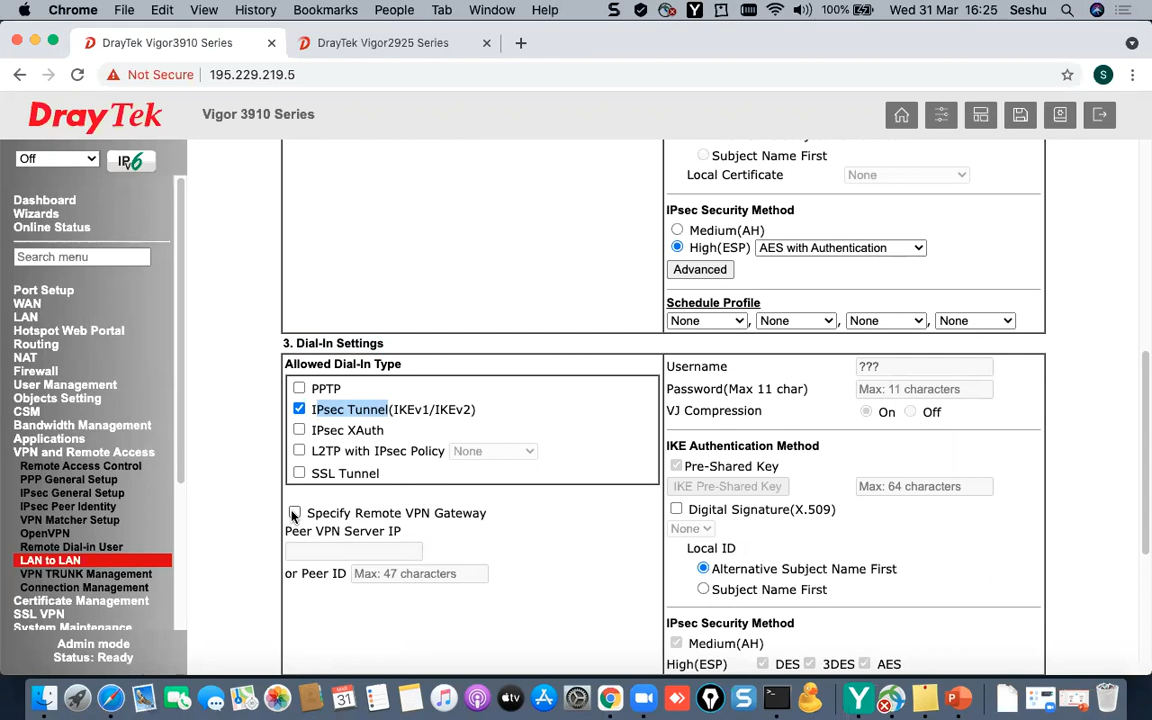 Chrome File Edit View History Bookmarks People Tab Window Help 100% Wed 31 Mar 16:25 Seshu
DrayTek Vigor3910 Series DrayTek Vigor2925 Series
Not Secure 195.229.219.5 S
DrayTek Vigor 3910 Series
Off IPv6
Dashboard
Wizards
Online Status
Search menu
Port Setup
WAN
LAN
Hotspot Web Portal
Routing
NAT
Firewall
User Management
Objects Setting
CSM
Bandwidth Management
Applications
VPN and Remote Access
Remote Access Control
PPP General Setup
IPsec General Setup
IPsec Peer Identity
VPN Matcher Setup
OpenVPN
Remote Dial-in User
LAN to LAN
VPN TRUNK Management
Connection Management
Certificate Management
SSL VPN
System Maintenance
Admin mode
Status: Ready
Subject Name First
Local Certificate None
IPsec Security Method
Medium(AH)
High(ESP) AES with Authentication
Advanced
Schedule Profile
None , None , None , None
3. Dial-In Settings
Allowed Dial-In Type
PPTP
IPsec Tunnel(IKEv1/IKEv2)
IPsec XAuth
L2TP with IPsec Policy None
SSL Tunnel
Specify Remote VPN Gateway
Peer VPN Server IP
or Peer ID Max: 47 characters
Username ???
Password(Max 11 char) Max: 11 characters
VJ Compression On Off
IKE Authentication Method
Pre-Shared Key
IKE Pre-Shared Key Max: 64 characters
Digital Signature(X.509)
None
Local ID
Alternative Subject Name First
Subject Name First
IPsec Security Method
Medium(AH)
High(ESP) DES 3DES AES